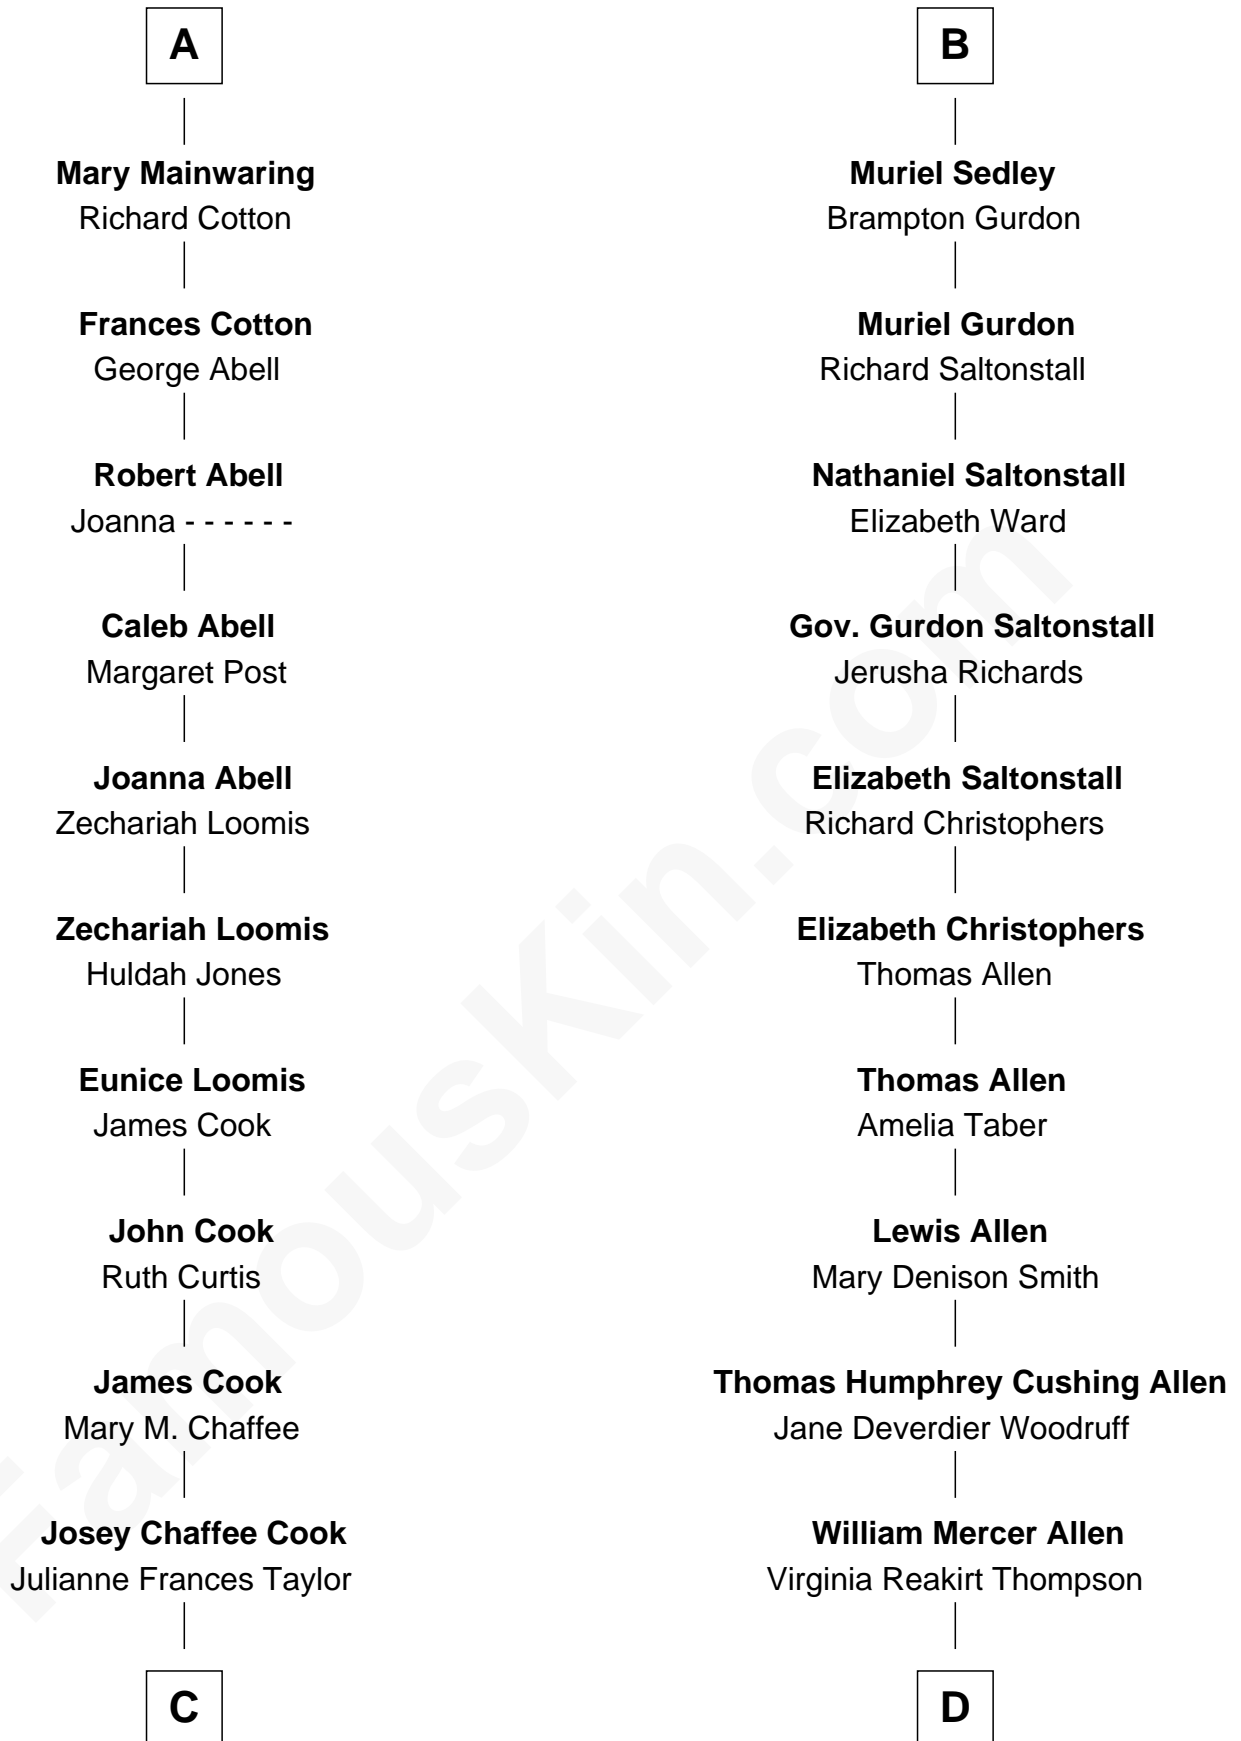 A
Mary Mainwaring
Richard Cotton
Frances Cotton
George Abell
Robert Abell
Joanna - - - - - -
Caleb Abell
Margaret Post
Joanna Abell
Zechariah Loomis
Zechariah Loomis
Huldah Jones
Eunice Loomis
James Cook
John Cook
Ruth Curtis
James Cook
Mary M. Chaffee
Josey Chaffee Cook
Julianne Frances Taylor
C
B
Muriel Sedley
Brampton Gurdon
Muriel Gurdon
Richard Saltonstall
Nathaniel Saltonstall
Elizabeth Ward
Gov. Gurdon Saltonstall
Jerusha Richards
Elizabeth Saltonstall
Richard Christophers
Elizabeth Christophers
Thomas Allen
Thomas Allen
Amelia Taber
Lewis Allen
Mary Denison Smith
Thomas Humphrey Cushing Allen
Jane Deverdier Woodruff
William Mercer Allen
Virginia Reakirt Thompson
D
FamousKin.com